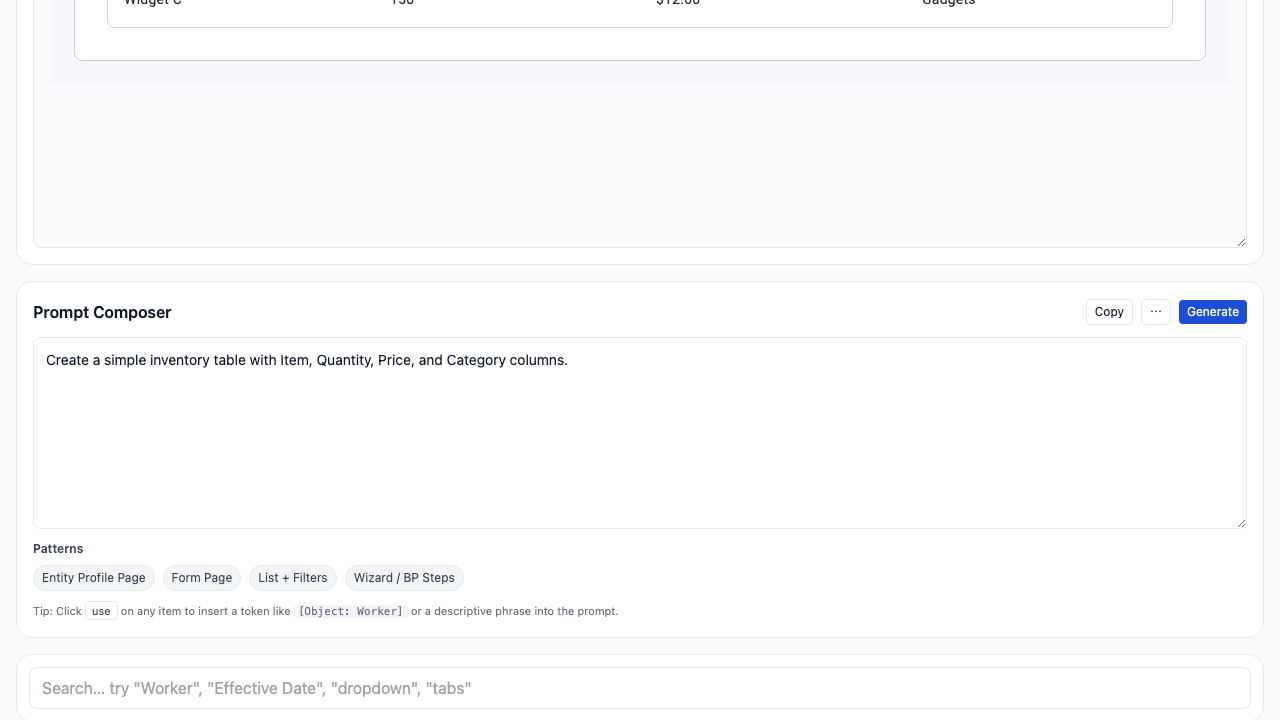 Widget C 150 $12.00 Gadgets
Prompt Composer
Copy ⋯ Generate
Create a simple inventory table with Item, Quantity, Price, and Category columns.
Patterns
Entity Profile Page Form Page List + Filters Wizard / BP Steps
Tip: Click use on any item to insert a token like [Object: Worker] or a descriptive phrase into the prompt.
Search... try "Worker", "Effective Date", "dropdown", "tabs"